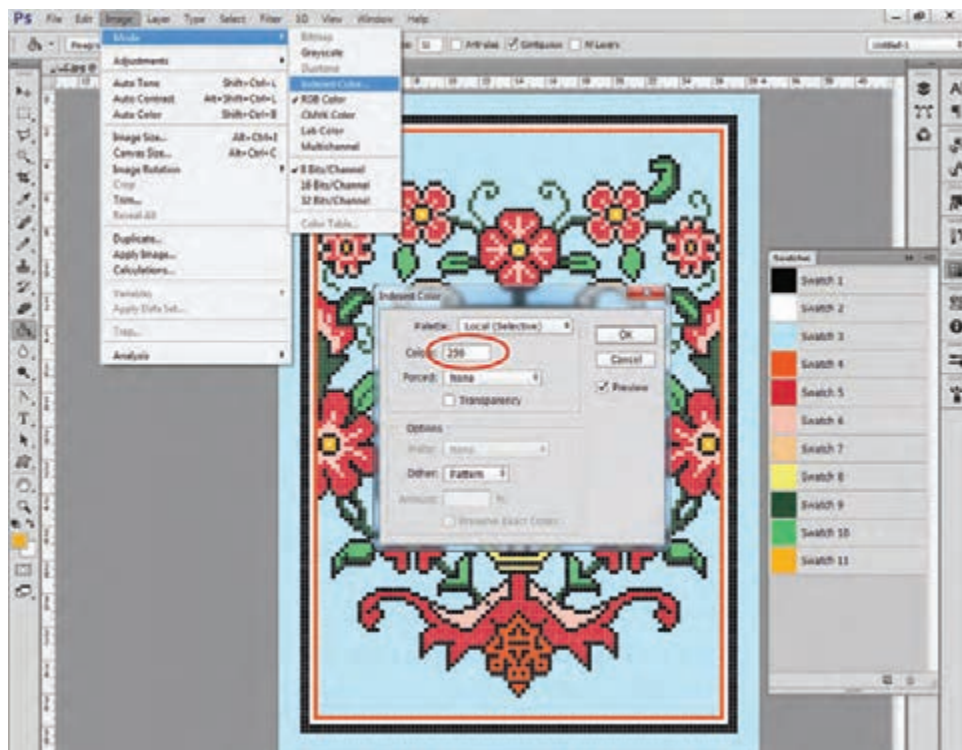 Ps File Edit Image Layer Type Select Filter 3D View Window Help
Contiguous All Layers
Mode
Adjustments
Auto Tone Shift+Ctrl+L
Auto Contrast Alt+Shift+Ctrl+L
Auto Color Shift+Ctrl+B
Image Size... Alt+Ctrl+I
Canvas Size... Alt+Ctrl+C
Image Rotation
Crop
Trim...
Reveal All
Duplicate...
Apply Image...
Calculations...
Variables
Apply Data Set...
Trap...
Analysis
Bitmap
Greyscale
Duotone
Indexed Color...
RGB Color
CMYK Color
Lab Color
Multichannel
8 Bits/Channel
16 Bits/Channel
32 Bits/Channel
Color Table...
Indexed Color
Palette: Local (Selective)
Colors: 256
Forced: None
Transparency
Options
Matte: None
Dither: Pattern
Amount: %
Preserve Exact Colors
OK
Cancel
Preview
Swatches
Swatch 1
Swatch 2
Swatch 3
Swatch 4
Swatch 5
Swatch 6
Swatch 7
Swatch 8
Swatch 9
Swatch 10
Swatch 11